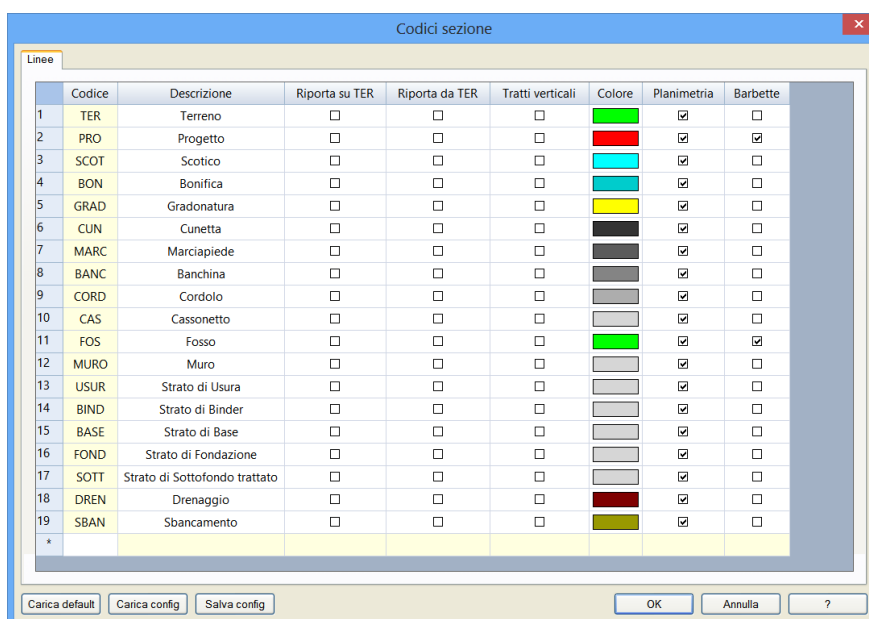 Codici sezione
Linee
Codice Descrizione Riporta su TER Riporta da TER Tratti verticali Colore Planimetria Barbette
1 TER Terreno
2 PRO Progetto
3 SCOT Scotico
4 BON Bonifica
5 GRAD Gradonatura
6 CUN Cunetta
7 MARC Marciapiede
8 BANC Banchina
9 CORD Cordolo
10 CAS Cassonetto
11 FOS Fosso
12 MURO Muro
13 USUR Strato di Usura
14 BIND Strato di Binder
15 BASE Strato di Base
16 FOND Strato di Fondazione
17 SOTT Strato di Sottofondo trattato
18 DREN Drenaggio
19 SBAN Sbancamento
*
Carica default Carica config Salva config OK Annulla ?